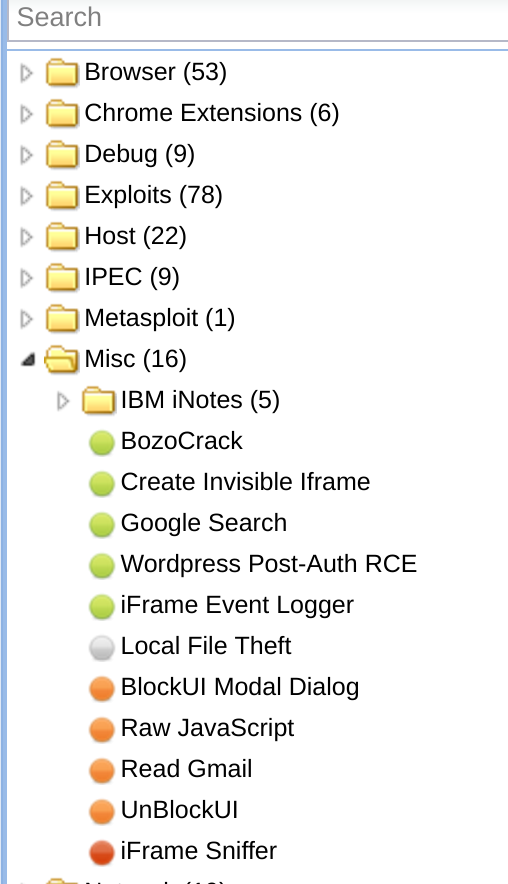 Search
Browser (53)
Chrome Extensions (6)
Debug (9)
Exploits (78)
Host (22)
IPEC (9)
Metasploit (1)
Misc (16)
IBM iNotes (5)
BozoCrack
Create Invisible Iframe
Google Search
Wordpress Post-Auth RCE
iFrame Event Logger
Local File Theft
BlockUI Modal Dialog
Raw JavaScript
Read Gmail
UnBlockUI
iFrame Sniffer